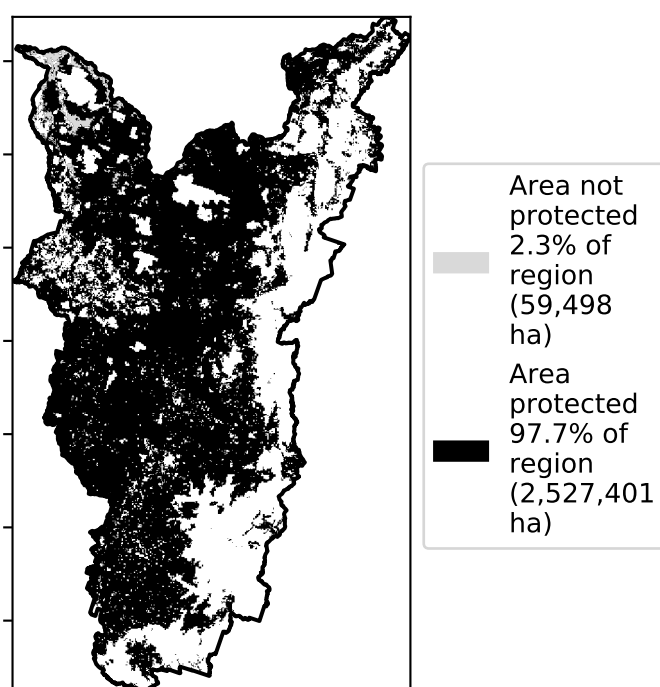 Area not
protected
2.3% of
region
(59,498
ha)
Area
protected
97.7% of
region
(2,527,401
ha)